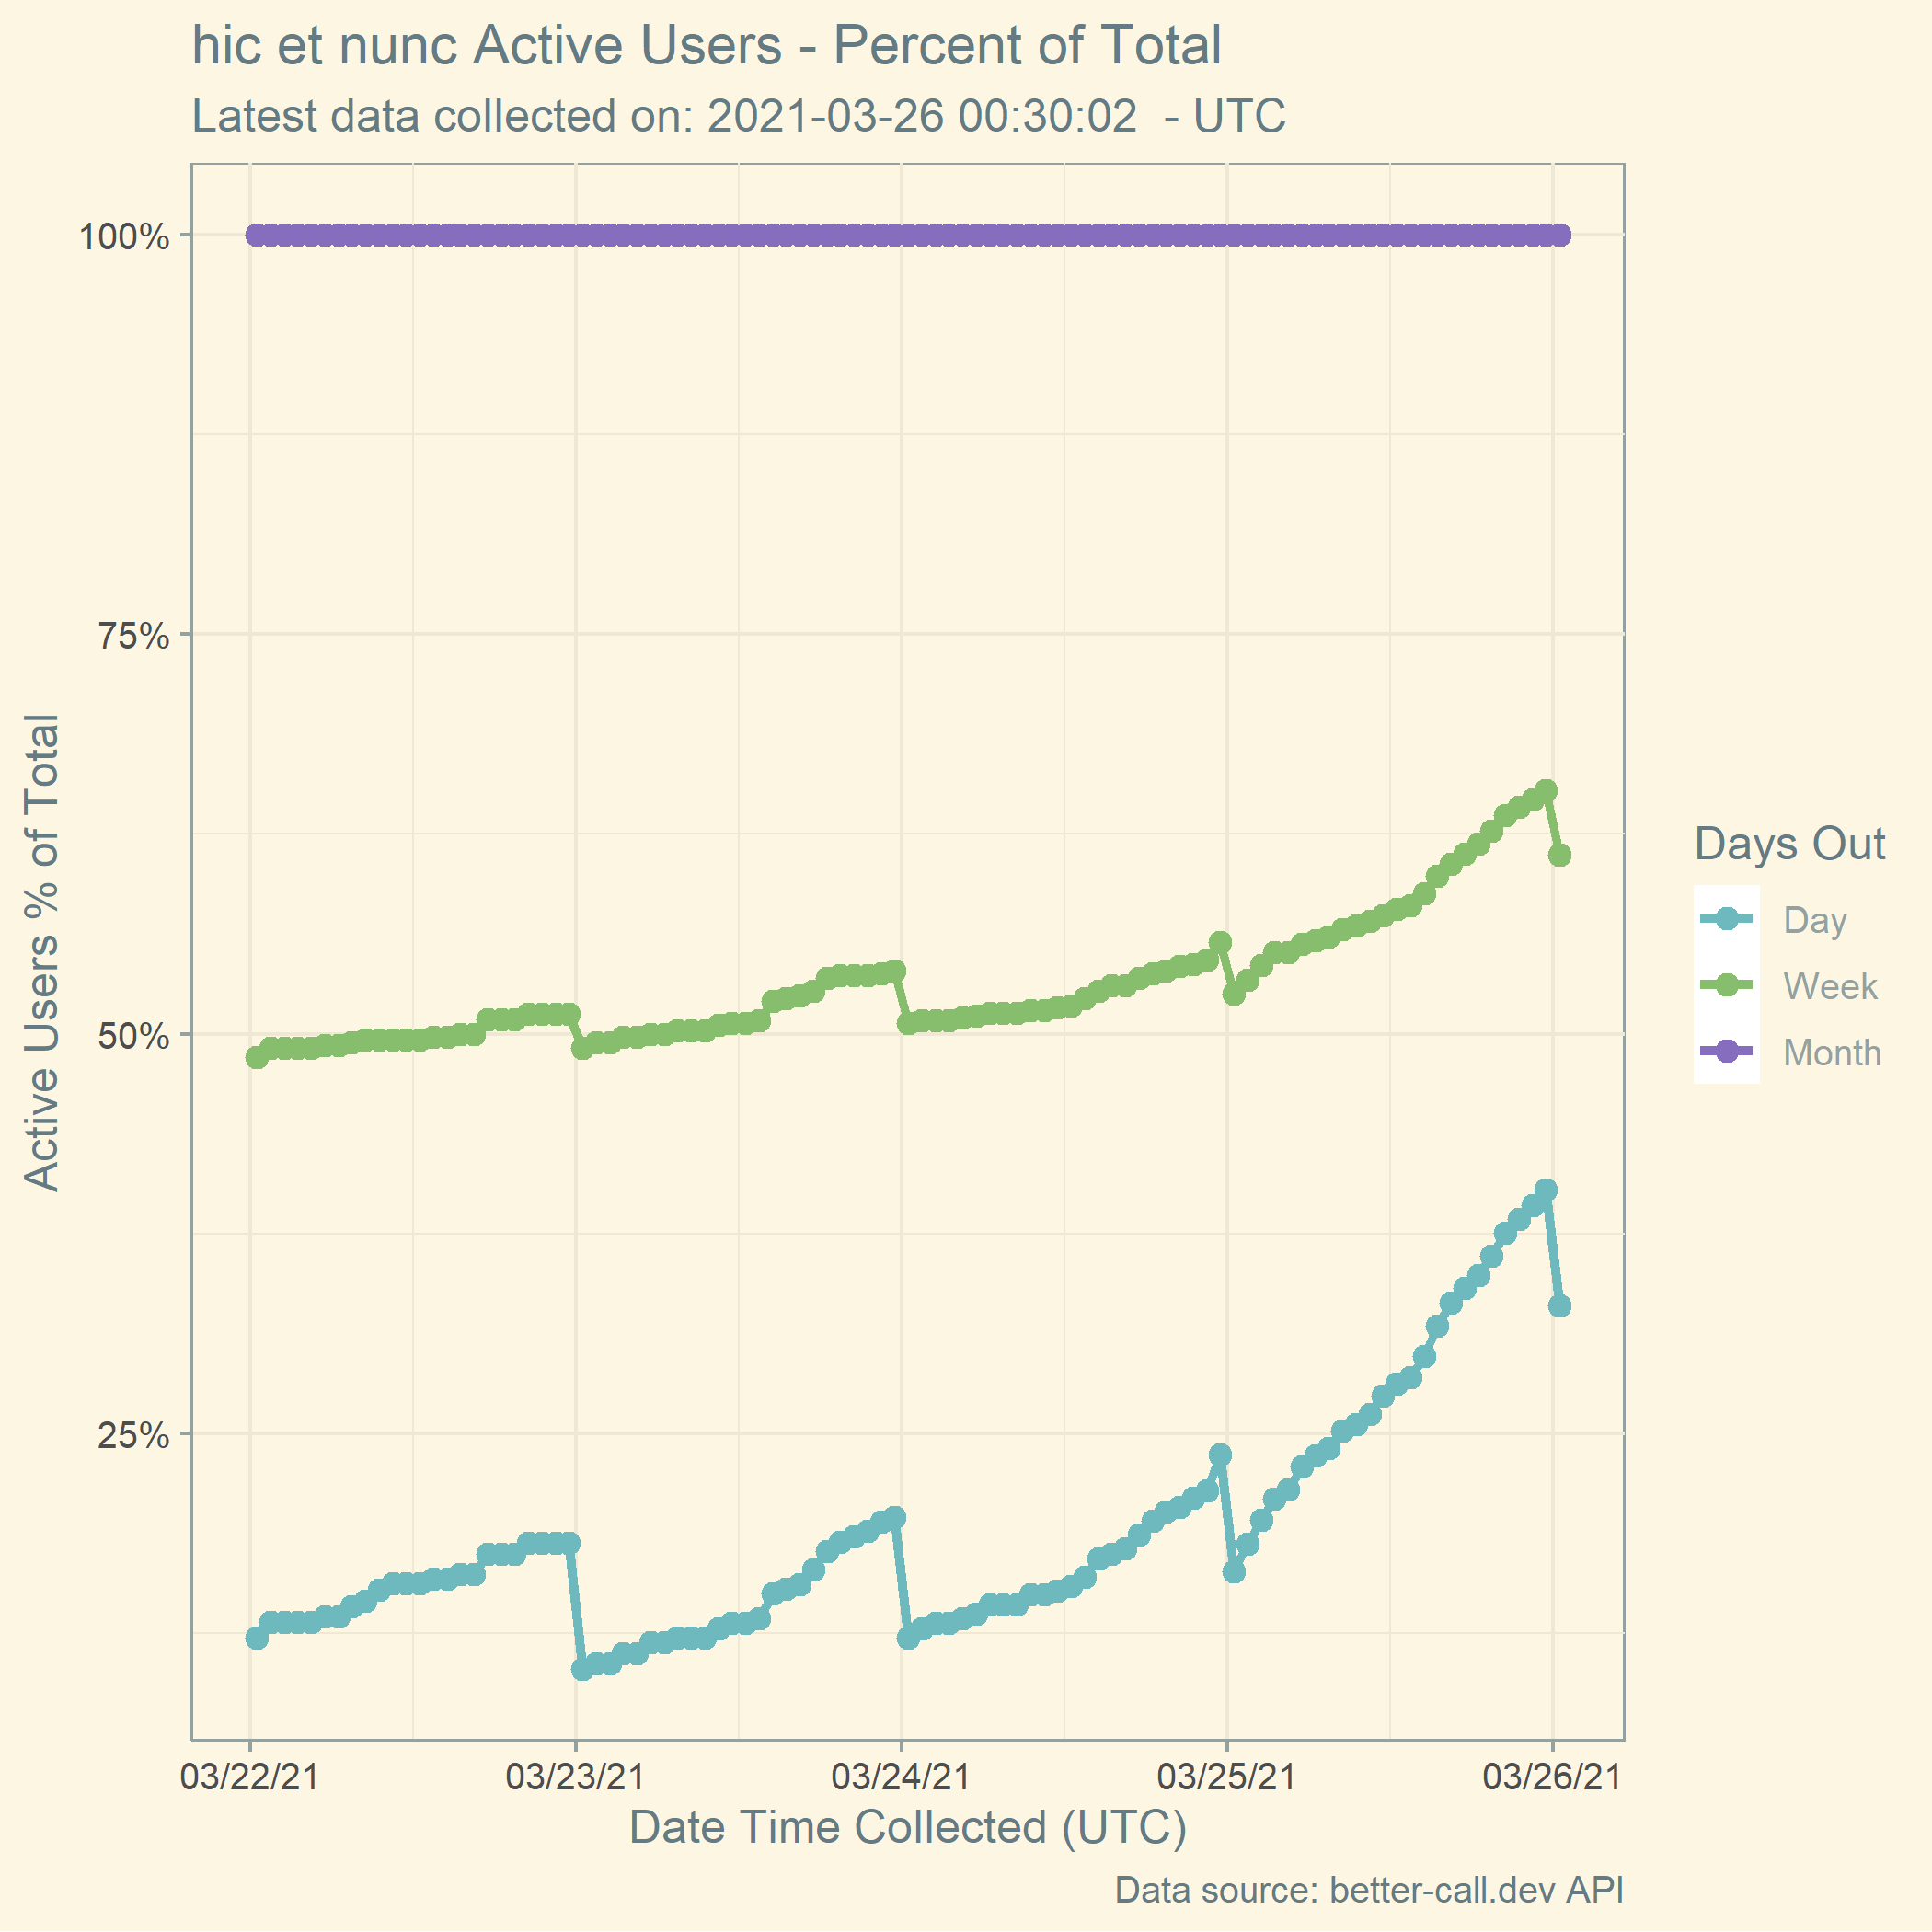 hic et nunc Active Users - Percent of Total
Latest data collected on: 2021-03-26 00:30:02  - UTC
Active Users % of Total
100%
75%
50%
25%
03/22/21
03/23/21
03/24/21
03/25/21
03/26/21
Date Time Collected (UTC)
Days Out
Day
Week
Month
Data source: better-call.dev API